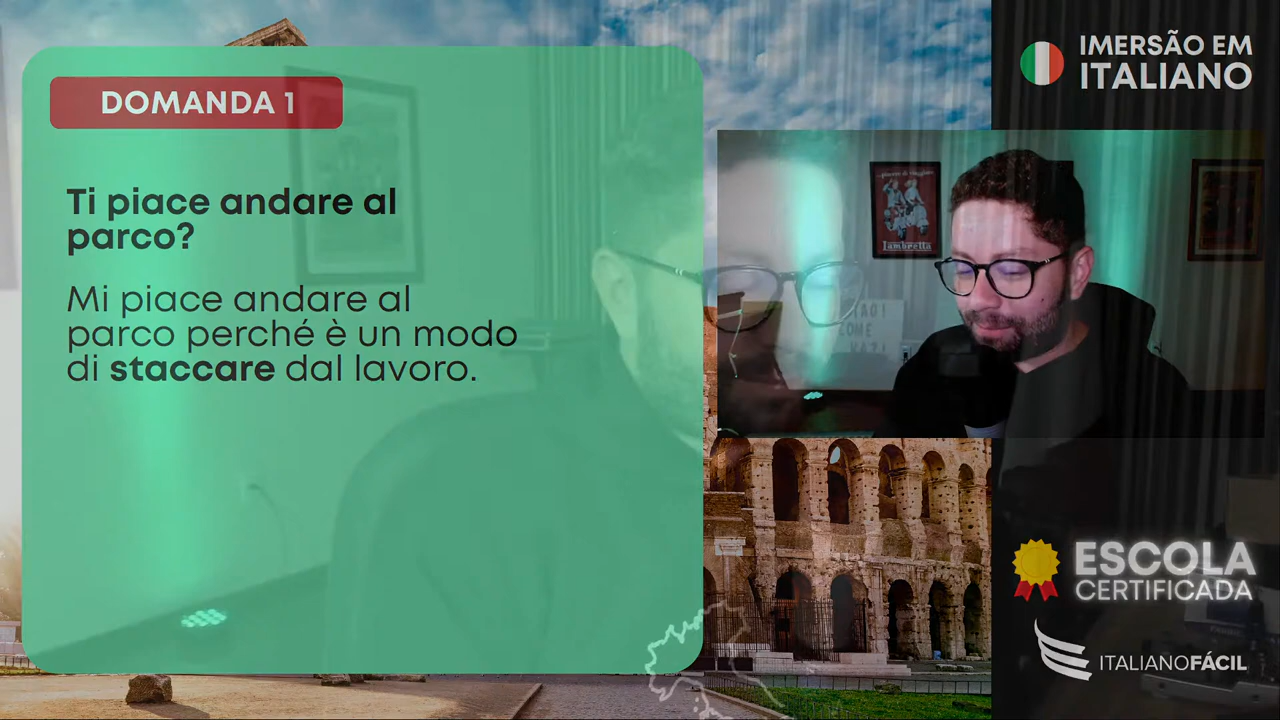 DOMANDA 1
Ti piace andare al
parco?
Mi piace andare al
parco perché è un modo
di staccare dal lavoro.
IMERSÃO EM
ITALIANO
Lambretta
ESCOLA
CERTIFICADA
ITALIANOFÁCIL